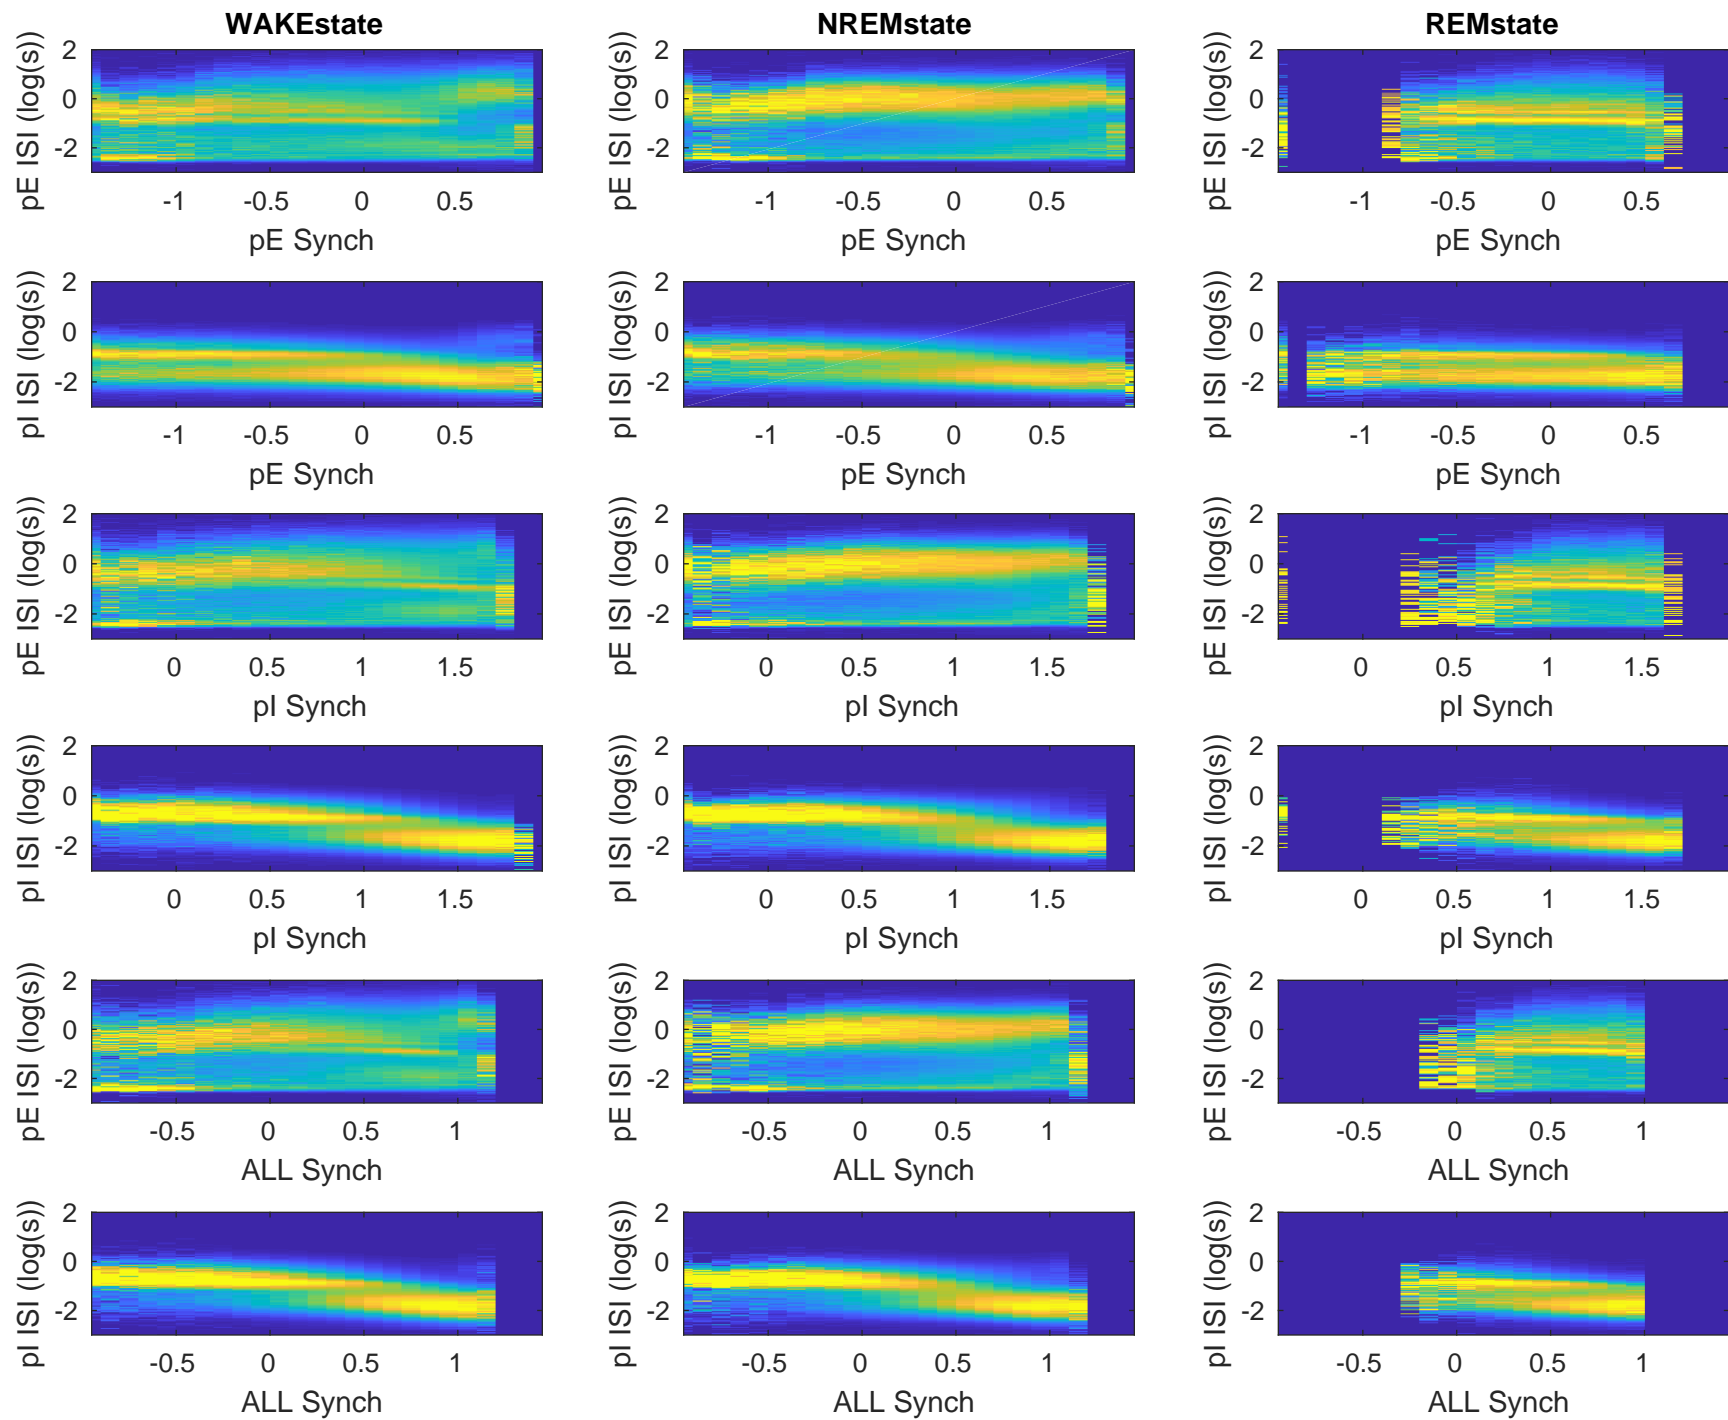 WAKEstate NREMstate REMstate
pE ISI (log(s)) 2 0 -2 pE ISI (log(s)) 2 0 -2 pE ISI (log(s)) 2 0 -2
-1 -0.5 0 0.5 -1 -0.5 0 0.5 -1 -0.5 0 0.5
pE Synch pE Synch pE Synch
pI ISI (log(s)) 2 0 -2 pI ISI (log(s)) 2 0 -2 pI ISI (log(s)) 2 0 -2
-1 -0.5 0 0.5 -1 -0.5 0 0.5 -1 -0.5 0 0.5
pE Synch pE Synch pE Synch
pE ISI (log(s)) 2 0 -2 pE ISI (log(s)) 2 0 -2 pE ISI (log(s)) 2 0 -2
0 0.5 1 1.5 0 0.5 1 1.5 0 0.5 1 1.5
pI Synch pI Synch pI Synch
pI ISI (log(s)) 2 0 -2 pI ISI (log(s)) 2 0 -2 pI ISI (log(s)) 2 0 -2
0 0.5 1 1.5 0 0.5 1 1.5 0 0.5 1 1.5
pI Synch pI Synch pI Synch
pE ISI (log(s)) 2 0 -2 pE ISI (log(s)) 2 0 -2 pE ISI (log(s)) 2 0 -2
-0.5 0 0.5 1 -0.5 0 0.5 1 -0.5 0 0.5 1
ALL Synch ALL Synch ALL Synch
pI ISI (log(s)) 2 0 -2 pI ISI (log(s)) 2 0 -2 pI ISI (log(s)) 2 0 -2
-0.5 0 0.5 1 -0.5 0 0.5 1 -0.5 0 0.5 1
ALL Synch ALL Synch ALL Synch